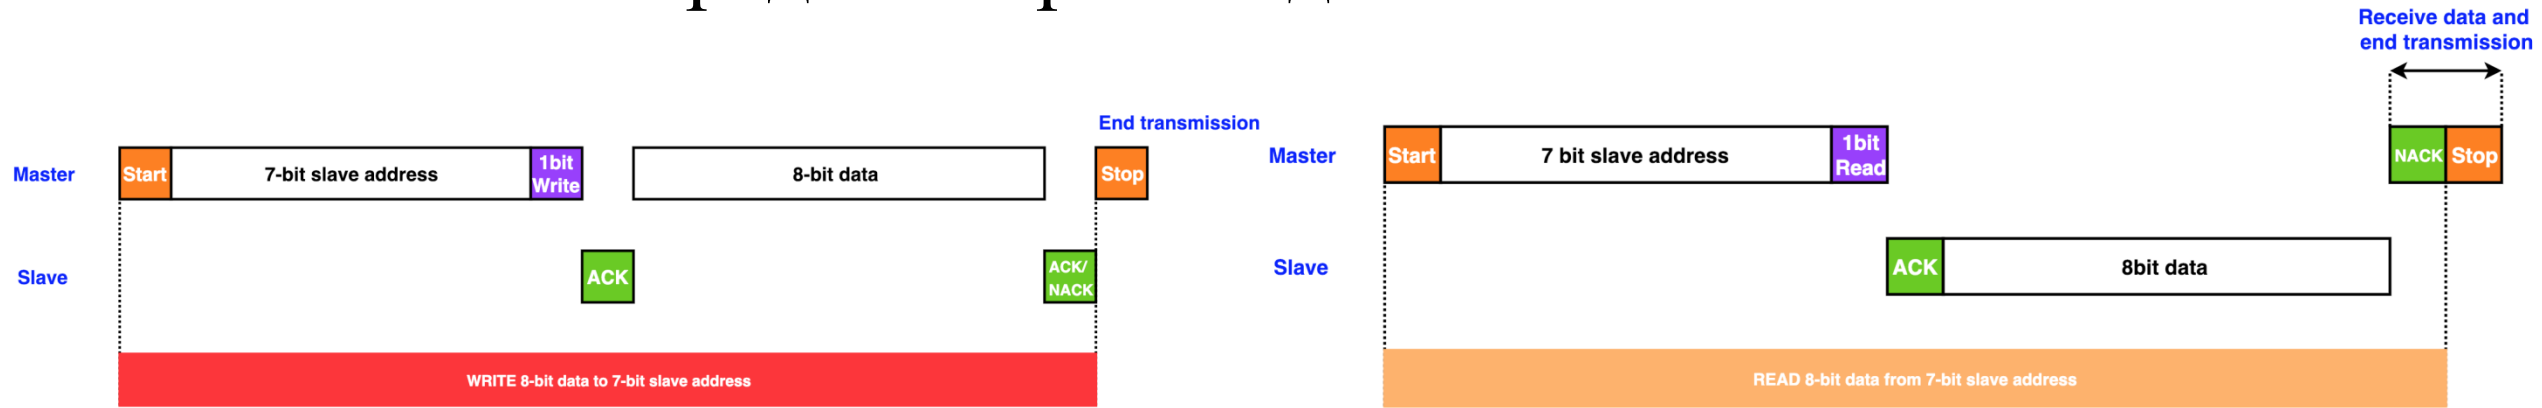 End transmission
Master
Start
7-bit slave address
1bit
Write
8-bit data
Stop
Slave
ACK
ACK/
NACK
WRITE 8-bit data to 7-bit slave address
Receive data and
end transmission
Master
Start
7 bit slave address
1bit
Read
NACK
Stop
Slave
ACK
8bit data
READ 8-bit data from 7-bit slave address